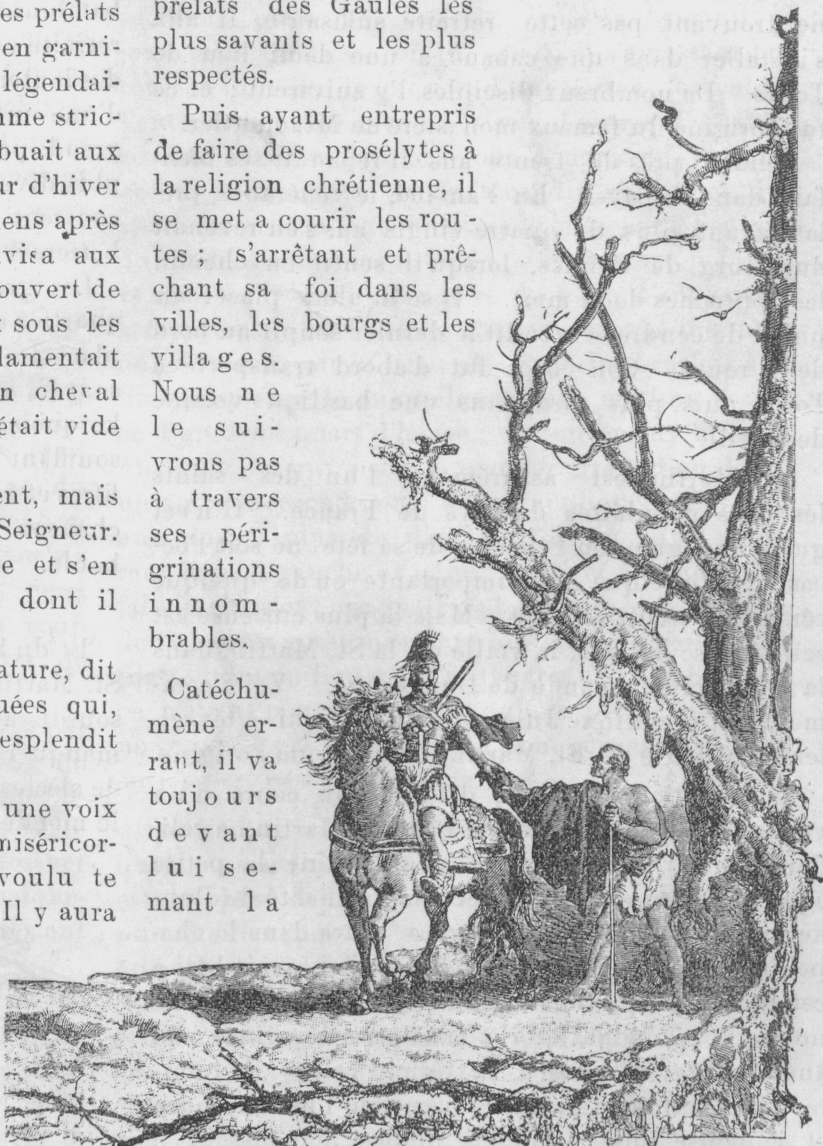 es prélats
en garni-
légendai-
me stric-
buait aux
ur d'hiver
ens après
visa aux
ouvert de
sous les
lamentait
n cheval
était vide
ent, mais
Seigneur,
e et s'en
dont il
ature, dit
uées qui,
esplendit
une voix
miséricor-
voulu te
Il y aura
prélats des Gaules les
plus savants et les plus
respectés.
Puis ayant entrepris
de faire des prosélytes à
la religion chrétienne, il
se met a courir les rou-
tes ; s'arrêtant et prê-
chant sa foi dans les
villes, les bourgs et les
villages.
Nous ne
le sui-
vrons pas
à travers
ses péri-
grinations
innom-
brables.
Catéchu-
mène er-
rant, il va
toujours
devant
lui se-
mant la